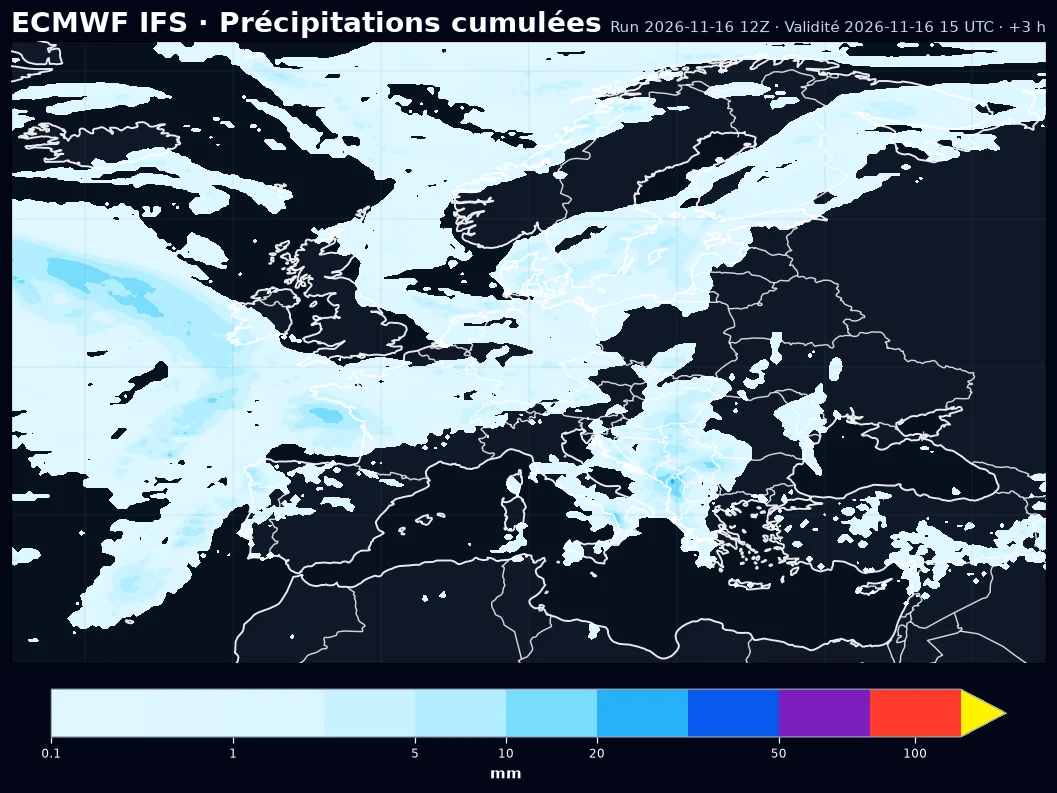 ECMWF IFS · Précipitations cumulées Run 2026-11-16 12Z · Validité 2026-11-16 15 UTC · +3 h
0.1 1 5 10 20 50 100
mm